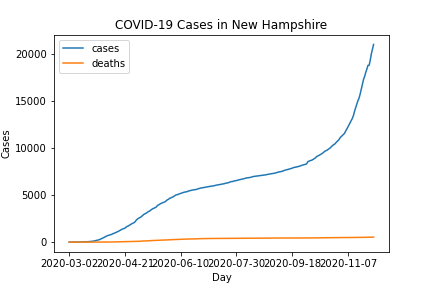 COVID-19 Cases in New Hampshire
cases
deaths
20000
15000
10000
5000
0
Cases
2020-03-02 2020-04-21 2020-06-10 2020-07-30 2020-09-18 2020-11-07
Day